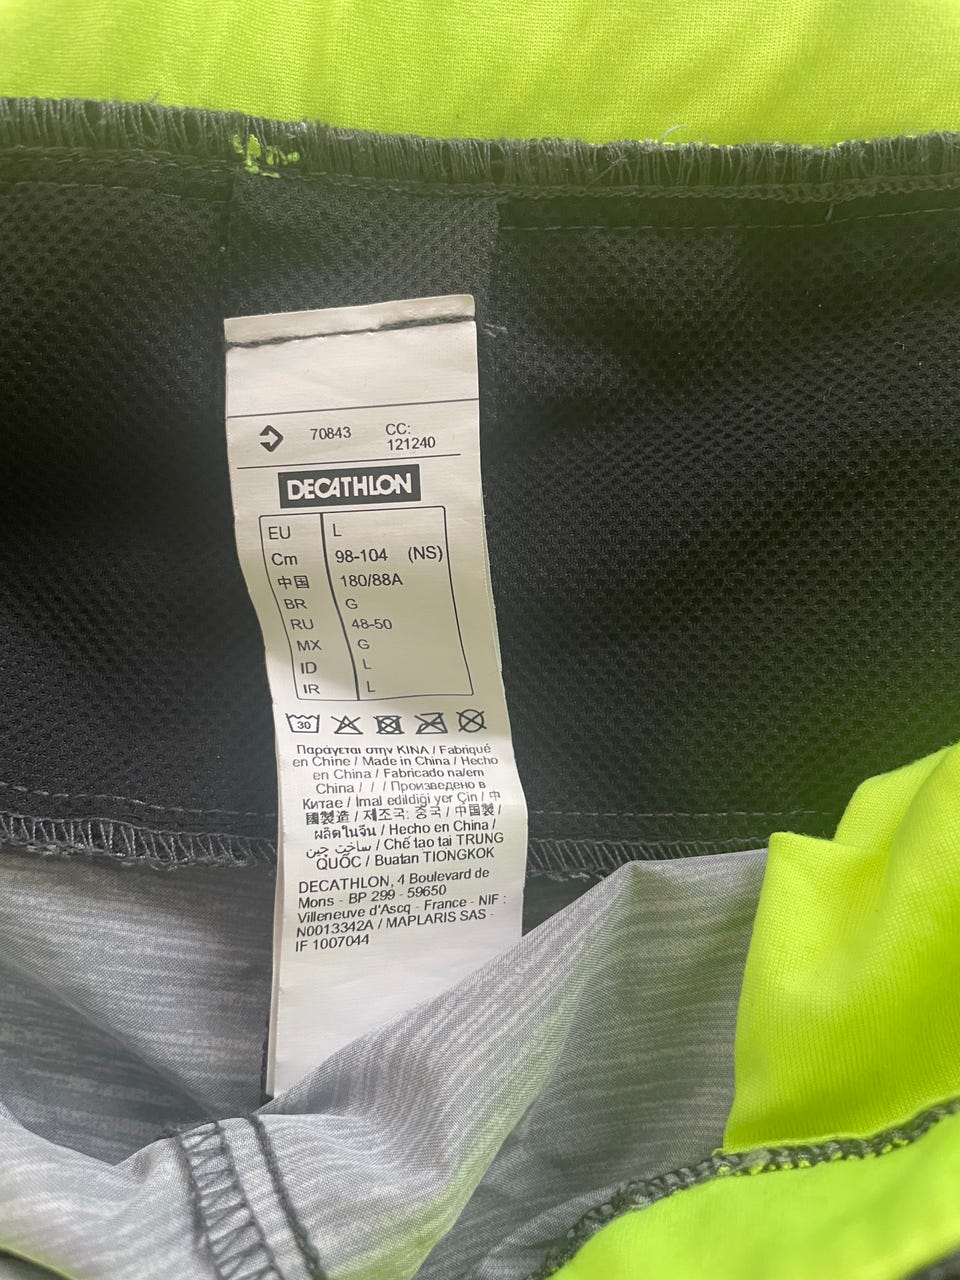 70843 CC:
121240
DECATHLON
EU L
Cm 98-104 (NS)
中国 180/88A
BR G
RU 48-50
MX G
ID L
IR L
30
Παράγεται στην ΚΙΝΑ / Fabriqué
en Chine / Made in China / Hecho
en China / Fabricado na/em
China / / / Произведено в
Китае / İmal edildiği yer Çin / 中
國製造 / 제조국: 중국 / 中国製 /
ผลิตในจีน / Hecho en China /
ساخت چین / Chế tạo tại TRUNG
QUỐC / Buatan TIONGKOK
DECATHLON, 4 Boulevard de
Mons - BP 299 - 59650
Villeneuve d'Ascq - France - NIF :
N0013342A / MAPLARIS SAS -
IF 1007044